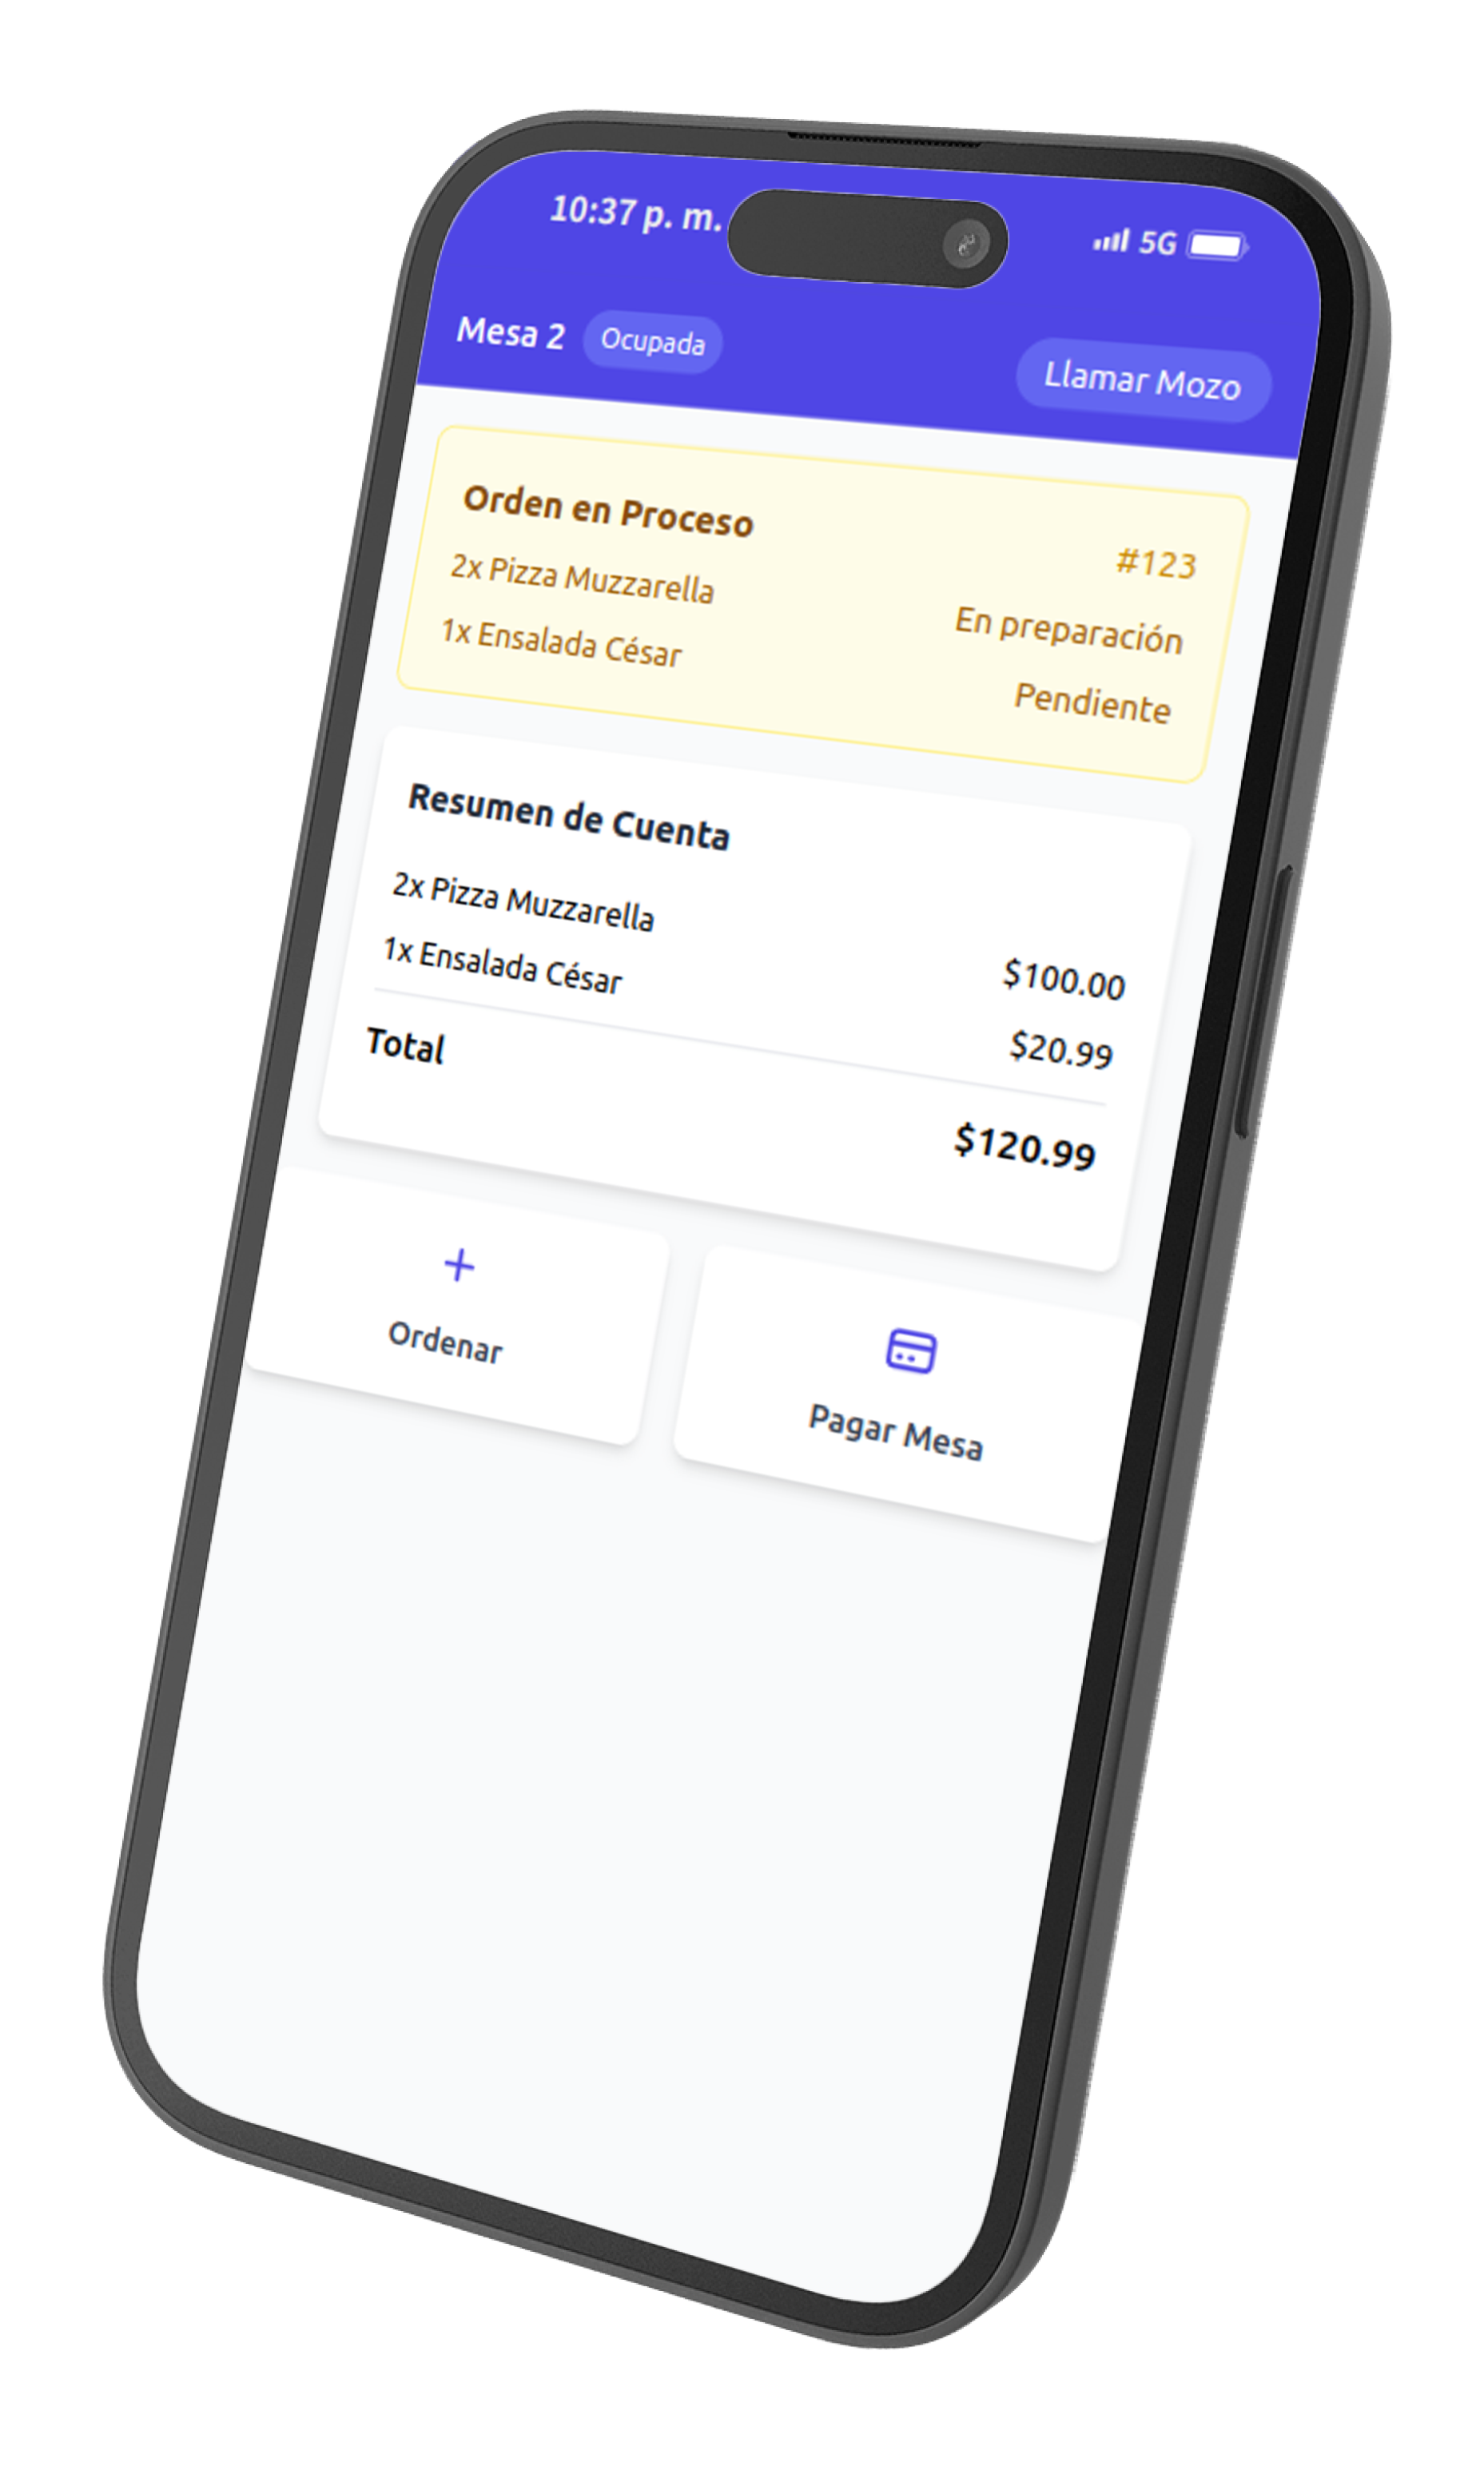 10:37 p. m.
5G
Mesa 2
Ocupada
Llamar Mozo
Orden en Proceso
#123
2x Pizza Muzzarella
En preparación
1x Ensalada César
Pendiente
Resumen de Cuenta
2x Pizza Muzzarella
$100.00
1x Ensalada César
$20.99
Total
$120.99
Ordenar
Pagar Mesa